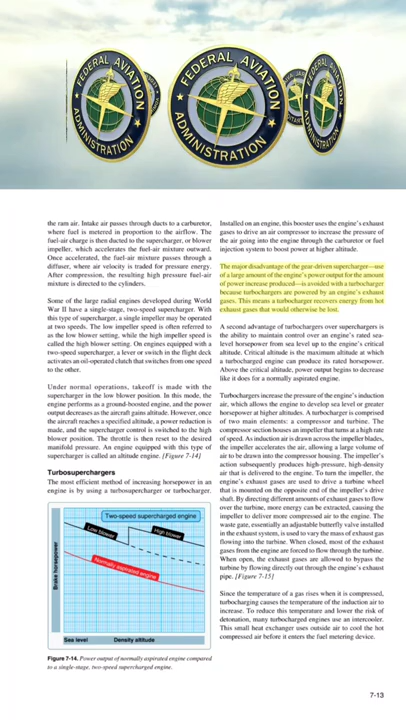 FEDERAL AVIATION
ADMINISTRATION
FEDERAL AVIATION
ADMINISTRATION
FEDERAL AVIATION
ADMINISTRATION
the ram air. Intake air passes through ducts to a carburetor,
where fuel is metered in proportion to the airflow. The
fuel-air charge is then ducted to the supercharger, or blower
impeller, which accelerates the fuel-air mixture outward.
Once accelerated, the fuel-air mixture passes through a
diffuser, where air velocity is traded for pressure energy.
After compression, the resulting high pressure fuel-air
mixture is directed to the cylinders.
Some of the large radial engines developed during World
War II have a single-stage, two-speed supercharger. With
this type of supercharger, a single impeller may be operated
at two speeds. The low impeller speed is often referred to
as the low blower setting, while the high impeller speed is
called the high blower setting. On engines equipped with a
two-speed supercharger, a lever or switch in the flight deck
activates an oil-operated clutch that switches from one speed
to the other.
Under normal operations, takeoff is made with the
supercharger in the low blower position. In this mode, the
engine performs as a ground-boosted engine, and the power
output decreases as the aircraft gains altitude. However, once
the aircraft reaches a specified altitude, a power reduction is
made, and the supercharger control is switched to the high
blower position. The throttle is then reset to the desired
manifold pressure. An engine equipped with this type of
supercharger is called an altitude engine. [Figure 7-14]
Turbosuperchargers
The most efficient method of increasing horsepower in an
engine is by using a turbosupercharger or turbocharger.
Two-speed supercharged engine
Low blower
High blower
Normally aspirated engine
Brake horsepower
Sea level
Density altitude
Figure 7-14. Power output of normally aspirated engine compared
to a single-stage, two-speed supercharged engine.
Installed on an engine, this booster uses the engine's exhaust
gases to drive an air compressor to increase the pressure of
the air going into the engine through the carburetor or fuel
injection system to boost power at higher altitude.
The major disadvantage of the gear-driven supercharger—use
of a large amount of the engine's power output for the amount
of power increase produced—is avoided with a turbocharger
because turbochargers are powered by an engine's exhaust
gases. This means a turbocharger recovers energy from hot
exhaust gases that would otherwise be lost.
A second advantage of turbochargers over superchargers is
the ability to maintain control over an engine's rated sea-
level horsepower from sea level up to the engine's critical
altitude. Critical altitude is the maximum altitude at which
a turbocharged engine can produce its rated horsepower.
Above the critical altitude, power output begins to decrease
like it does for a normally aspirated engine.
Turbochargers increase the pressure of the engine's induction
air, which allows the engine to develop sea level or greater
horsepower at higher altitudes. A turbocharger is comprised
of two main elements: a compressor and turbine. The
compressor section houses an impeller that turns at a high rate
of speed. As induction air is drawn across the impeller blades,
the impeller accelerates the air, allowing a large volume of
air to be drawn into the compressor housing. The impeller's
action subsequently produces high-pressure, high-density
air that is delivered to the engine. To turn the impeller, the
engine's exhaust gases are used to drive a turbine wheel
that is mounted on the opposite end of the impeller's drive
shaft. By directing different amounts of exhaust gases to flow
over the turbine, more energy can be extracted, causing the
impeller to deliver more compressed air to the engine. The
waste gate, essentially an adjustable butterfly valve installed
in the exhaust system, is used to vary the mass of exhaust gas
flowing into the turbine. When closed, most of the exhaust
gases from the engine are forced to flow through the turbine.
When open, the exhaust gases are allowed to bypass the
turbine by flowing directly out through the engine's exhaust
pipe. [Figure 7-15]
Since the temperature of a gas rises when it is compressed,
turbocharging causes the temperature of the induction air to
increase. To reduce this temperature and lower the risk of
detonation, many turbocharged engines use an intercooler.
This small heat exchanger uses outside air to cool the hot
compressed air before it enters the fuel metering device.
7-13